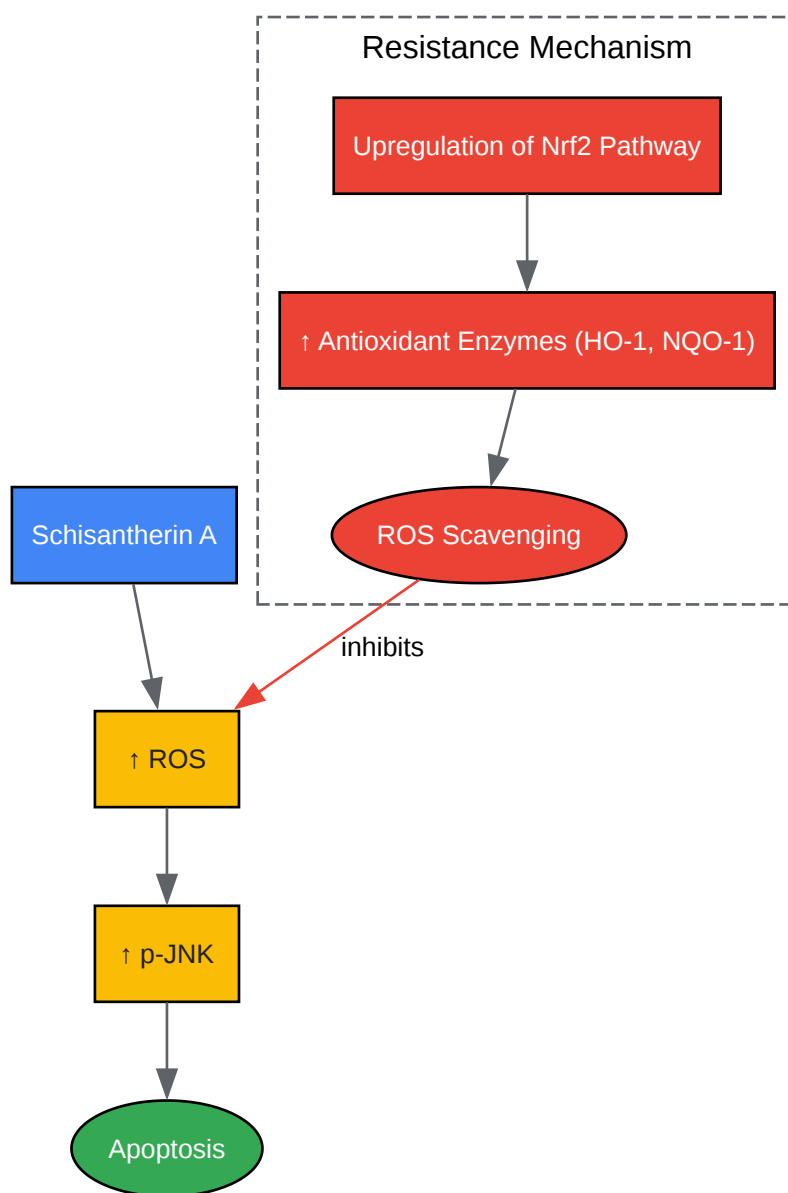 Resistance Mechanism
Upregulation of Nrf2 Pathway
↑ Antioxidant Enzymes (HO-1, NQO-1)
Schisantherin A
ROS Scavenging
inhibits
↑ ROS
↑ p-JNK
Apoptosis